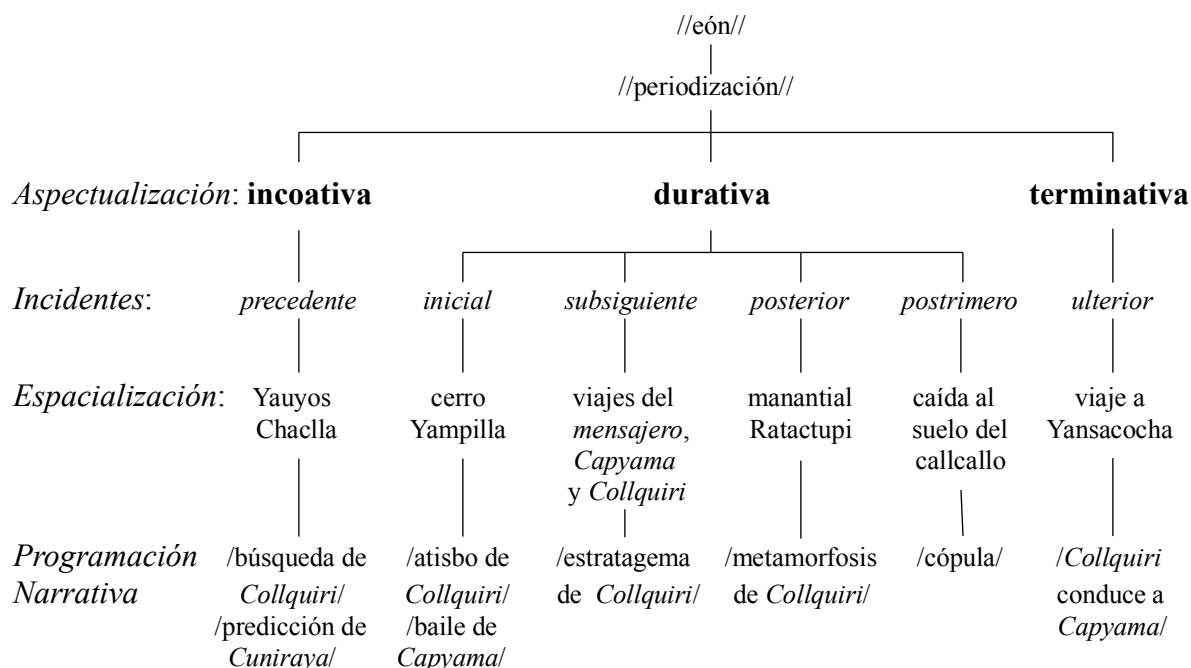 //eón//
//periodización//
Aspectualización: incoativa durativa terminativa
Incidentes: precedente inicial subsiguiente posterior postrimero ulterior
Espacialización: Yauyos cerro viajes del manantial caída al viaje a
Chaclla Yampilla mensajero, Ratactupi suelo del Yansacocha
Capyama callcallo
y Collquiri
Programación /búsqueda de /atisbo de /estratagema /metamorfosis /cópula/ /Collquiri
Narrativa Collquiri/ Collquiri/ de Collquiri/ de Collquiri/ conduce a
/predicción de /baile de Capyama/
Cuniraya/ Capyama/